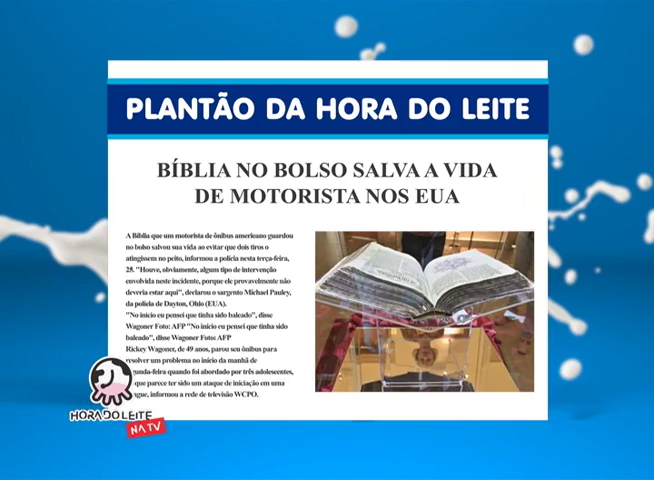 PLANTÃO DA HORA DO LEITE
BÍBLIA NO BOLSO SALVA A VIDA
DE MOTORISTA NOS EUA
A Bíblia que um motorista de ônibus americano guardou
no bolso salvou sua vida ao evitar que dois tiros o
atingissem no peito, informou a polícia nesta terça-feira,
28. "Houve, obviamente, algum tipo de intervenção
envolvida neste incidente, porque ele provavelmente não
deveria estar aqui", declarou o sargento Michael Pauley,
da polícia de Dayton, Ohio (EUA).
"No início eu pensei que tinha sido baleado", disse
Wagoner Foto: AFP "No início eu pensei que tinha sido
baleado", disse Wagoner Foto: AFP
Rickey Wagoner, de 49 anos, parou seu ônibus para
resolver um problema no início da manhã de
segunda-feira quando foi abordado por três adolescentes,
que parece ter sido um ataque de iniciação em uma
gangue, informou a rede de televisão WCPO.
HORA DO LEITE
NA TV